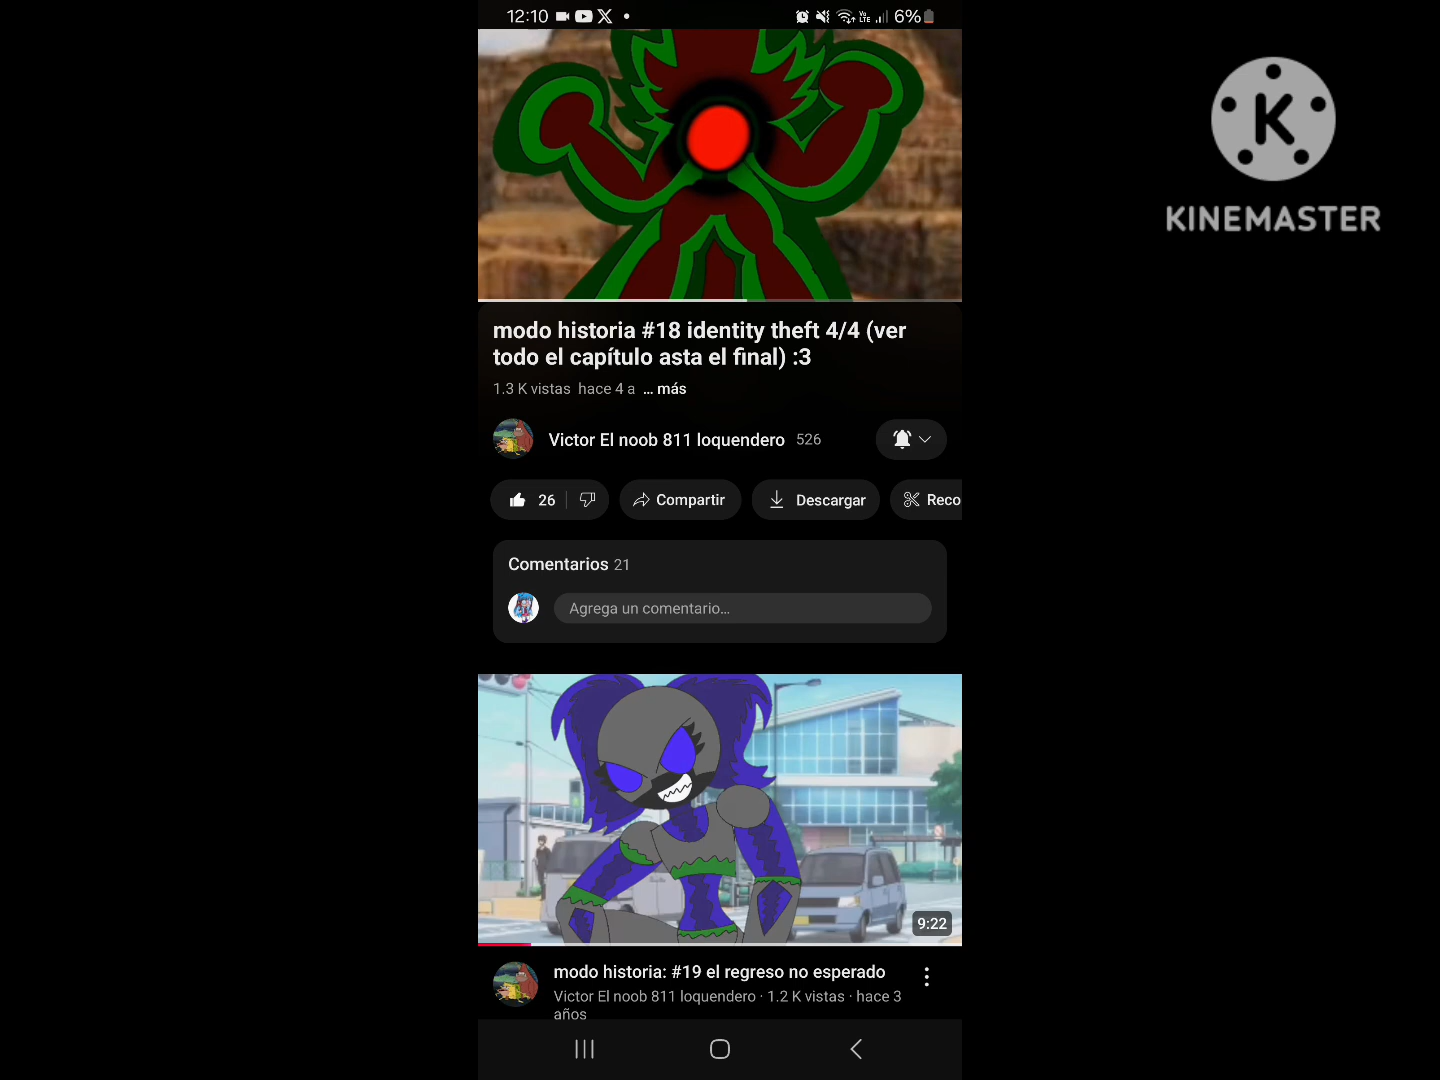 12:10
Vo
LTE
6%
K
KINEMASTER
modo historia #18 identity theft 4/4 (ver
todo el capítulo asta el final) :3
1.3 K vistas hace 4 a ... más
Victor El noob 811 loquendero 526
26
Compartir
Descargar
Reco
Comentarios 21
Agrega un comentario...
9:22
modo historia: #19 el regreso no esperado
Victor El noob 811 loquendero · 1.2 K vistas · hace 3
años